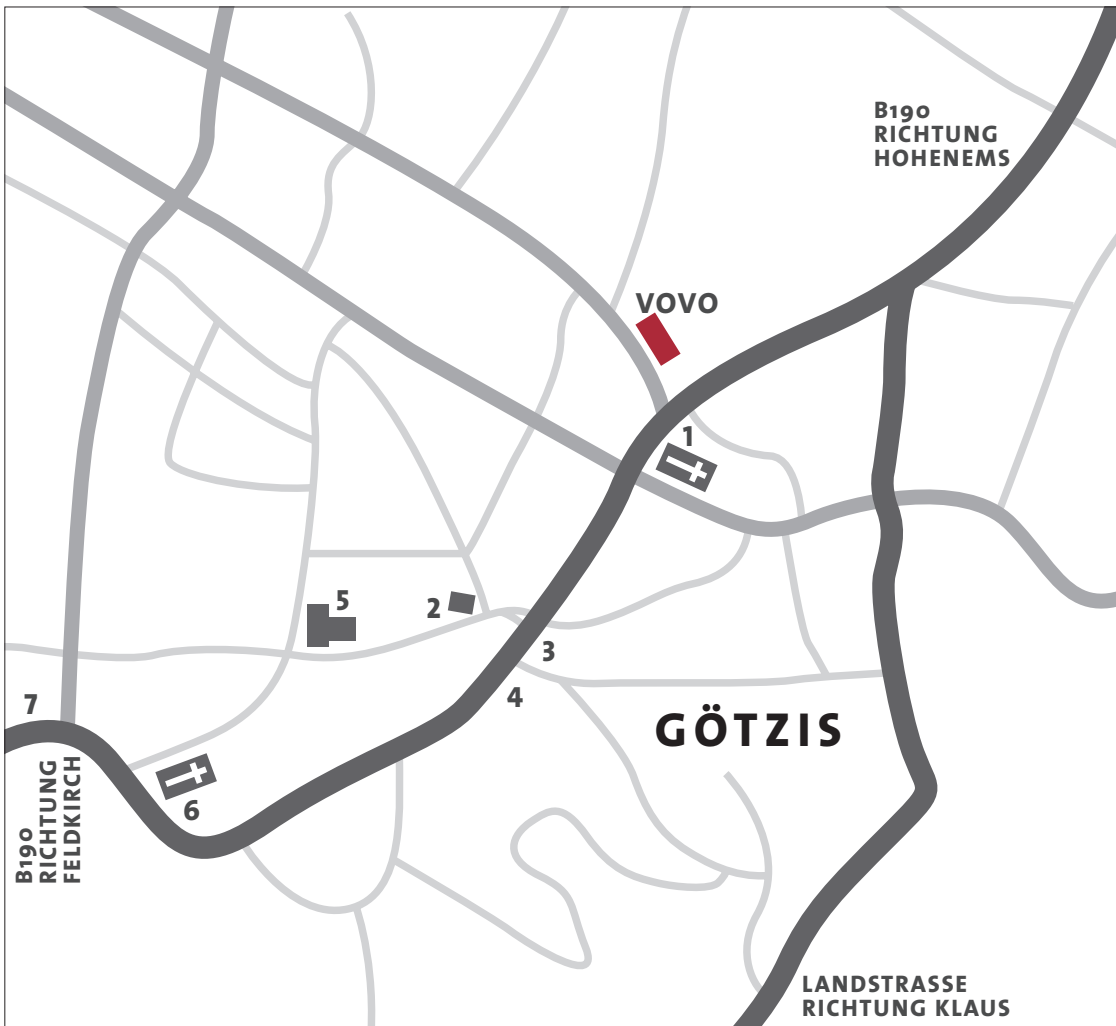 B190
RICHTUNG
HOHENEMS
VOVO
1
5
2
3
4
GÖTZIS
7
6
B190
RICHTUNG
FELDKIRCH
LANDSTRASSE
RICHTUNG KLAUS